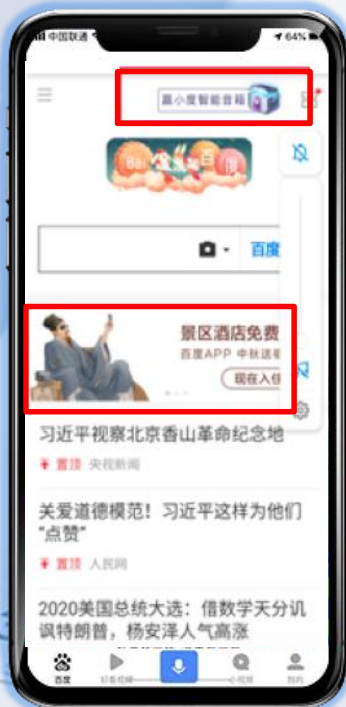 中国联通
64%
赢小度智能音箱
Bai
百度
百度
景区酒店免费
百度APP 中秋送
现在入住
习近平视察北京香山革命纪念地
置顶 央视新闻
关爱道德模范！习近平这样为他们
“点赞”
置顶 人民网
2020美国总统大选：借数学天分讥
讽特朗普，杨安泽人气高涨
百度
好看视频
小视频
我的